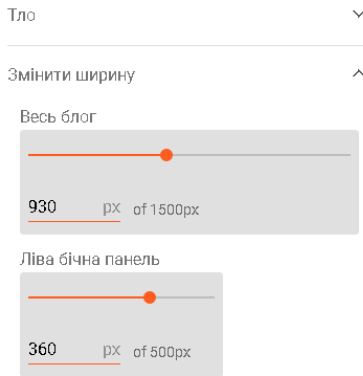 Тло
Змінити ширину
Весь блог
930 px of 1500px
Ліва бічна панель
360 px of 500px